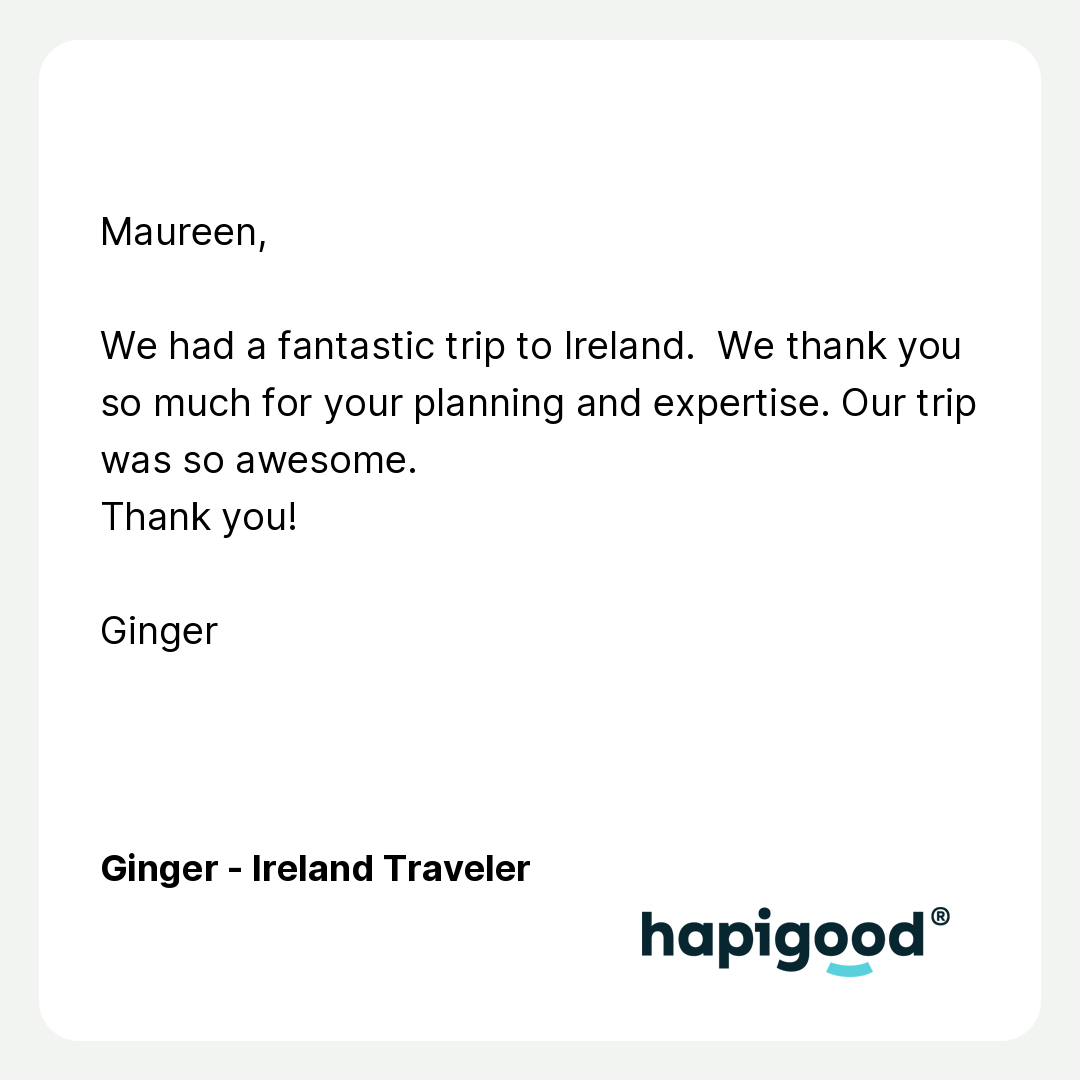 Maureen,
We had a fantastic trip to Ireland.  We thank you
so much for your planning and expertise. Our trip
was so awesome.
Thank you!
Ginger
Ginger - Ireland Traveler
hapigood®